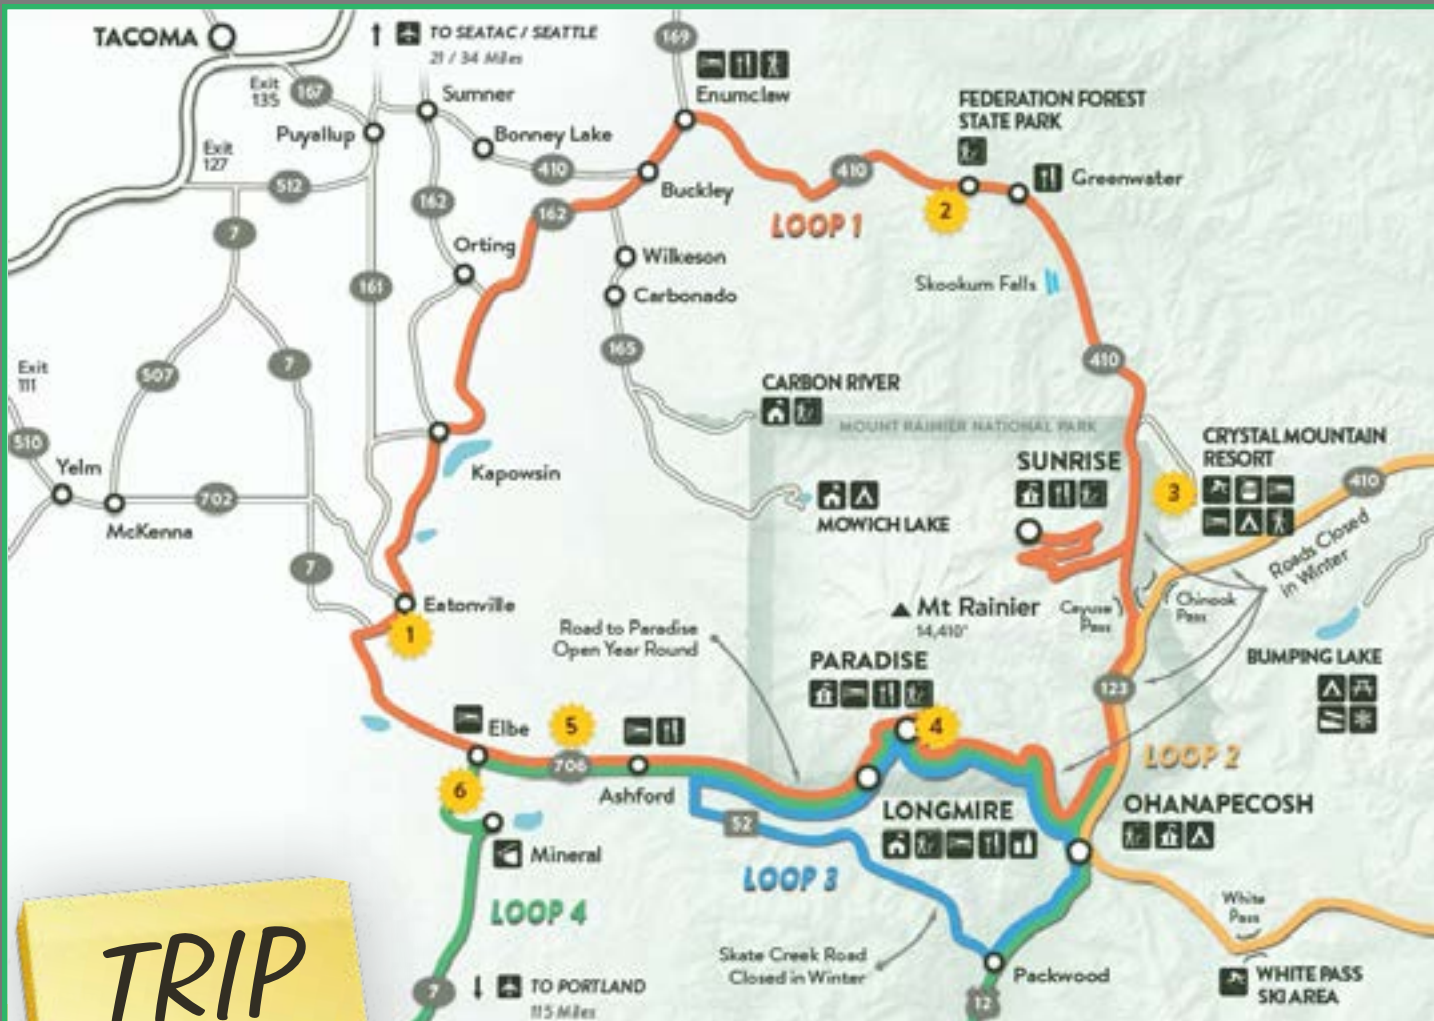 TACOMA
TO SEATAC / SEATTLE
21 / 34 Miles
169
Exit
135
167
Sumner
Enumclaw
FEDERATION FOREST
STATE PARK
Puyallup
Bonney Lake
Exit
127
512
410
Buckley
410
Greenwater
162
162
LOOP 1
2
7
Orting
Wilkeson
Skookum Falls
161
Carbonado
165
410
Exit
111
507
7
CARBON RIVER
MOUNT RAINIER NATIONAL PARK
510
Yelm
Kapowsin
SUNRISE
CRYSTAL MOUNTAIN
RESORT
410
702
McKenna
MOWICH LAKE
3
Roads Closed
in Winter
7
Eatonville
1
Mt Rainier
14,410'
Cayuse
Pass
Chinook
Pass
Road to Paradise
Open Year Round
PARADISE
BUMPING LAKE
123
Elbe
5
4
706
LOOP 2
6
Ashford
LONGMIRE
OHANAPECOSH
52
Mineral
LOOP 3
LOOP 4
White
Pass
Skate Creek Road
Closed in Winter
Packwood
WHITE PASS
SKI AREA
7
TO PORTLAND
115 Miles
12
TRIP